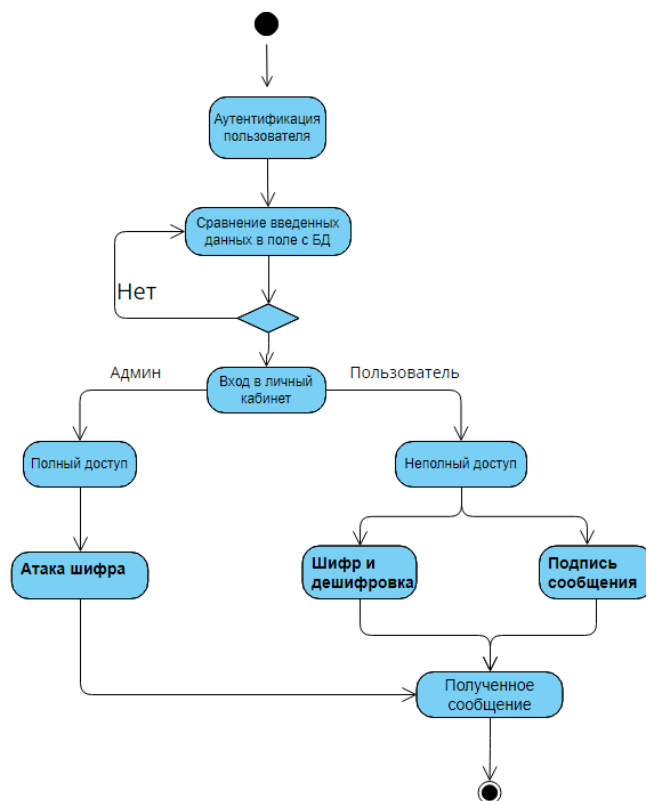 Аутентификация
пользователя
Сравнение введенных
данных в поле с БД
Нет
Вход в личный
кабинет
Админ
Пользователь
Полный доступ
Неполный доступ
Атака шифра
Шифр и
дешифровка
Подпись
сообщения
Полученное
сообщение